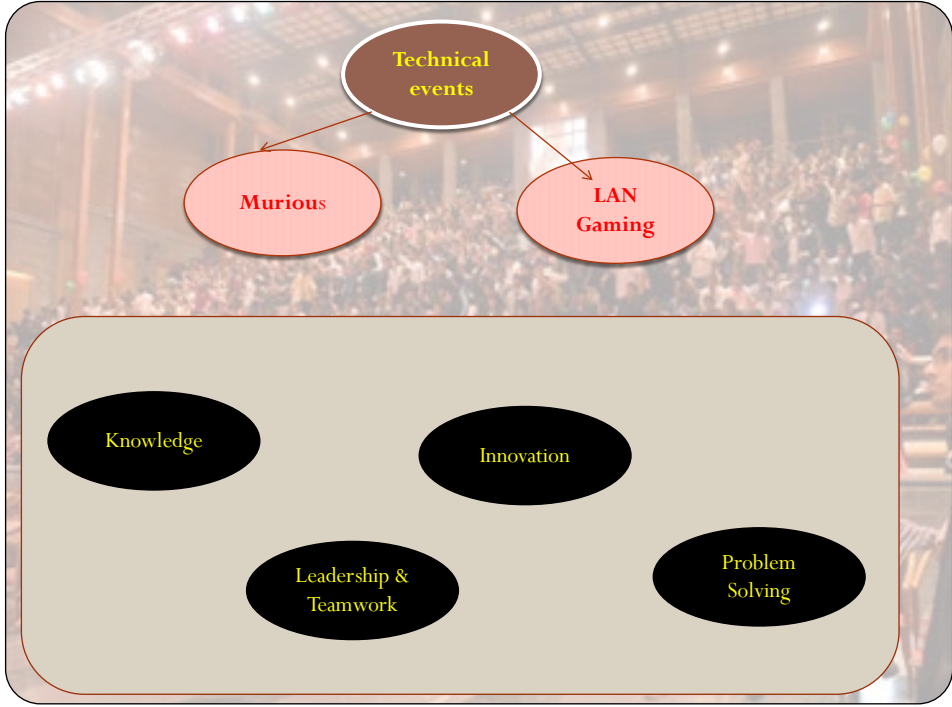 Technical
events
Murious
LAN
Gaming
Knowledge
Innovation
Leadership &
Teamwork
Problem
Solving